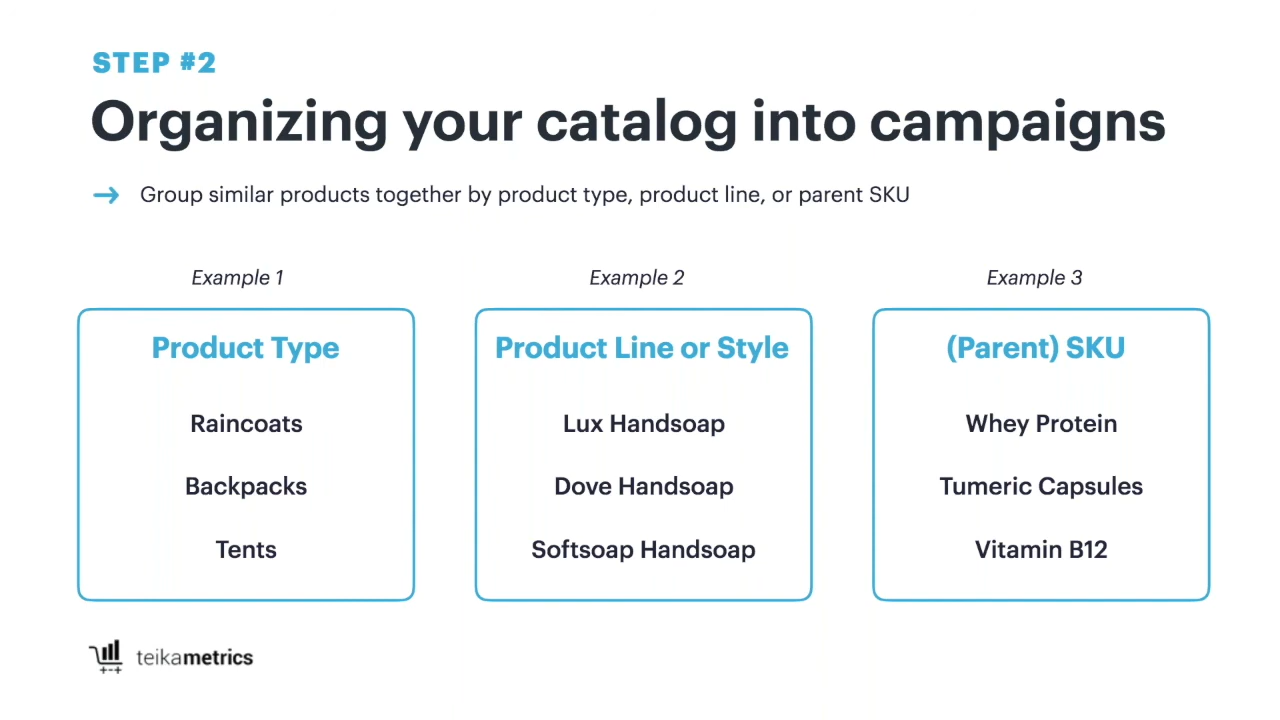 STEP #2
Organizing your catalog into campaigns
→ Group similar products together by product type, product line, or parent SKU
Example 1
Product Type
Raincoats
Backpacks
Tents
Example 2
Product Line or Style
Lux Handsoap
Dove Handsoap
Softsoap Handsoap
Example 3
(Parent) SKU
Whey Protein
Tumeric Capsules
Vitamin B12
teikametrics